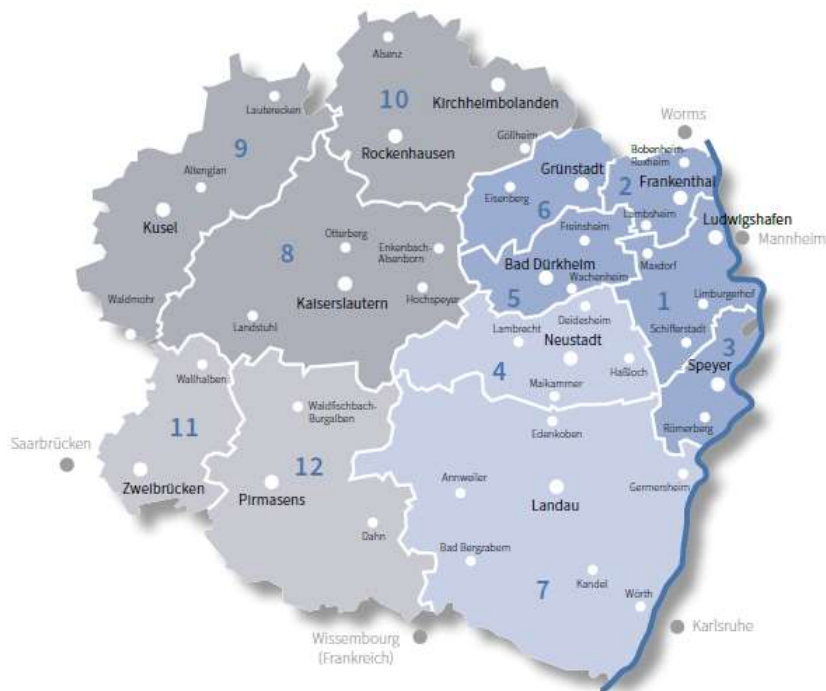 Alsenz
10
Kirchheimbolanden
Lauterecken
Worms
Göllheim
9
Rockenhausen
Bobenheim-
Roxheim
Grünstadt
2
Frankenthal
Altenglan
Eisenberg
6
Kusel
Lambsheim
Ludwigshafen
Otterberg
Freinsheim
Mannheim
8
Enkenbach-
Alsenborn
Bad Dürkheim
Maxdorf
Wachenheim
Kaiserslautern
Hochspeyer
5
1
Limburgerhof
Waldmohr
Deidesheim
Landstuhl
Lambrecht
Schifferstadt
Neustadt
3
Speyer
Wallhalben
4
Haßloch
Maikammer
Waldfischbach-
Burgalben
Römerberg
11
Edenkoben
Saarbrücken
12
Zweibrücken
Pirmasens
Annweiler
Germersheim
Landau
Dahn
Bad Bergzabern
7
Kandel
Wörth
Wissembourg
(Frankreich)
Karlsruhe